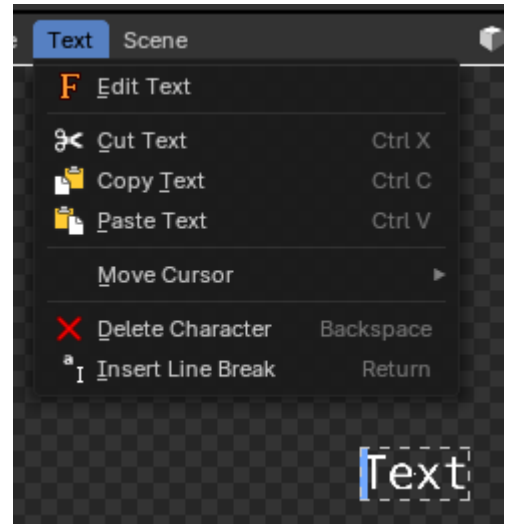 Text Scene
Edit Text
Cut Text Ctrl X
Copy Text Ctrl C
Paste Text Ctrl V
Move Cursor
Delete Character Backspace
Insert Line Break Return
Text